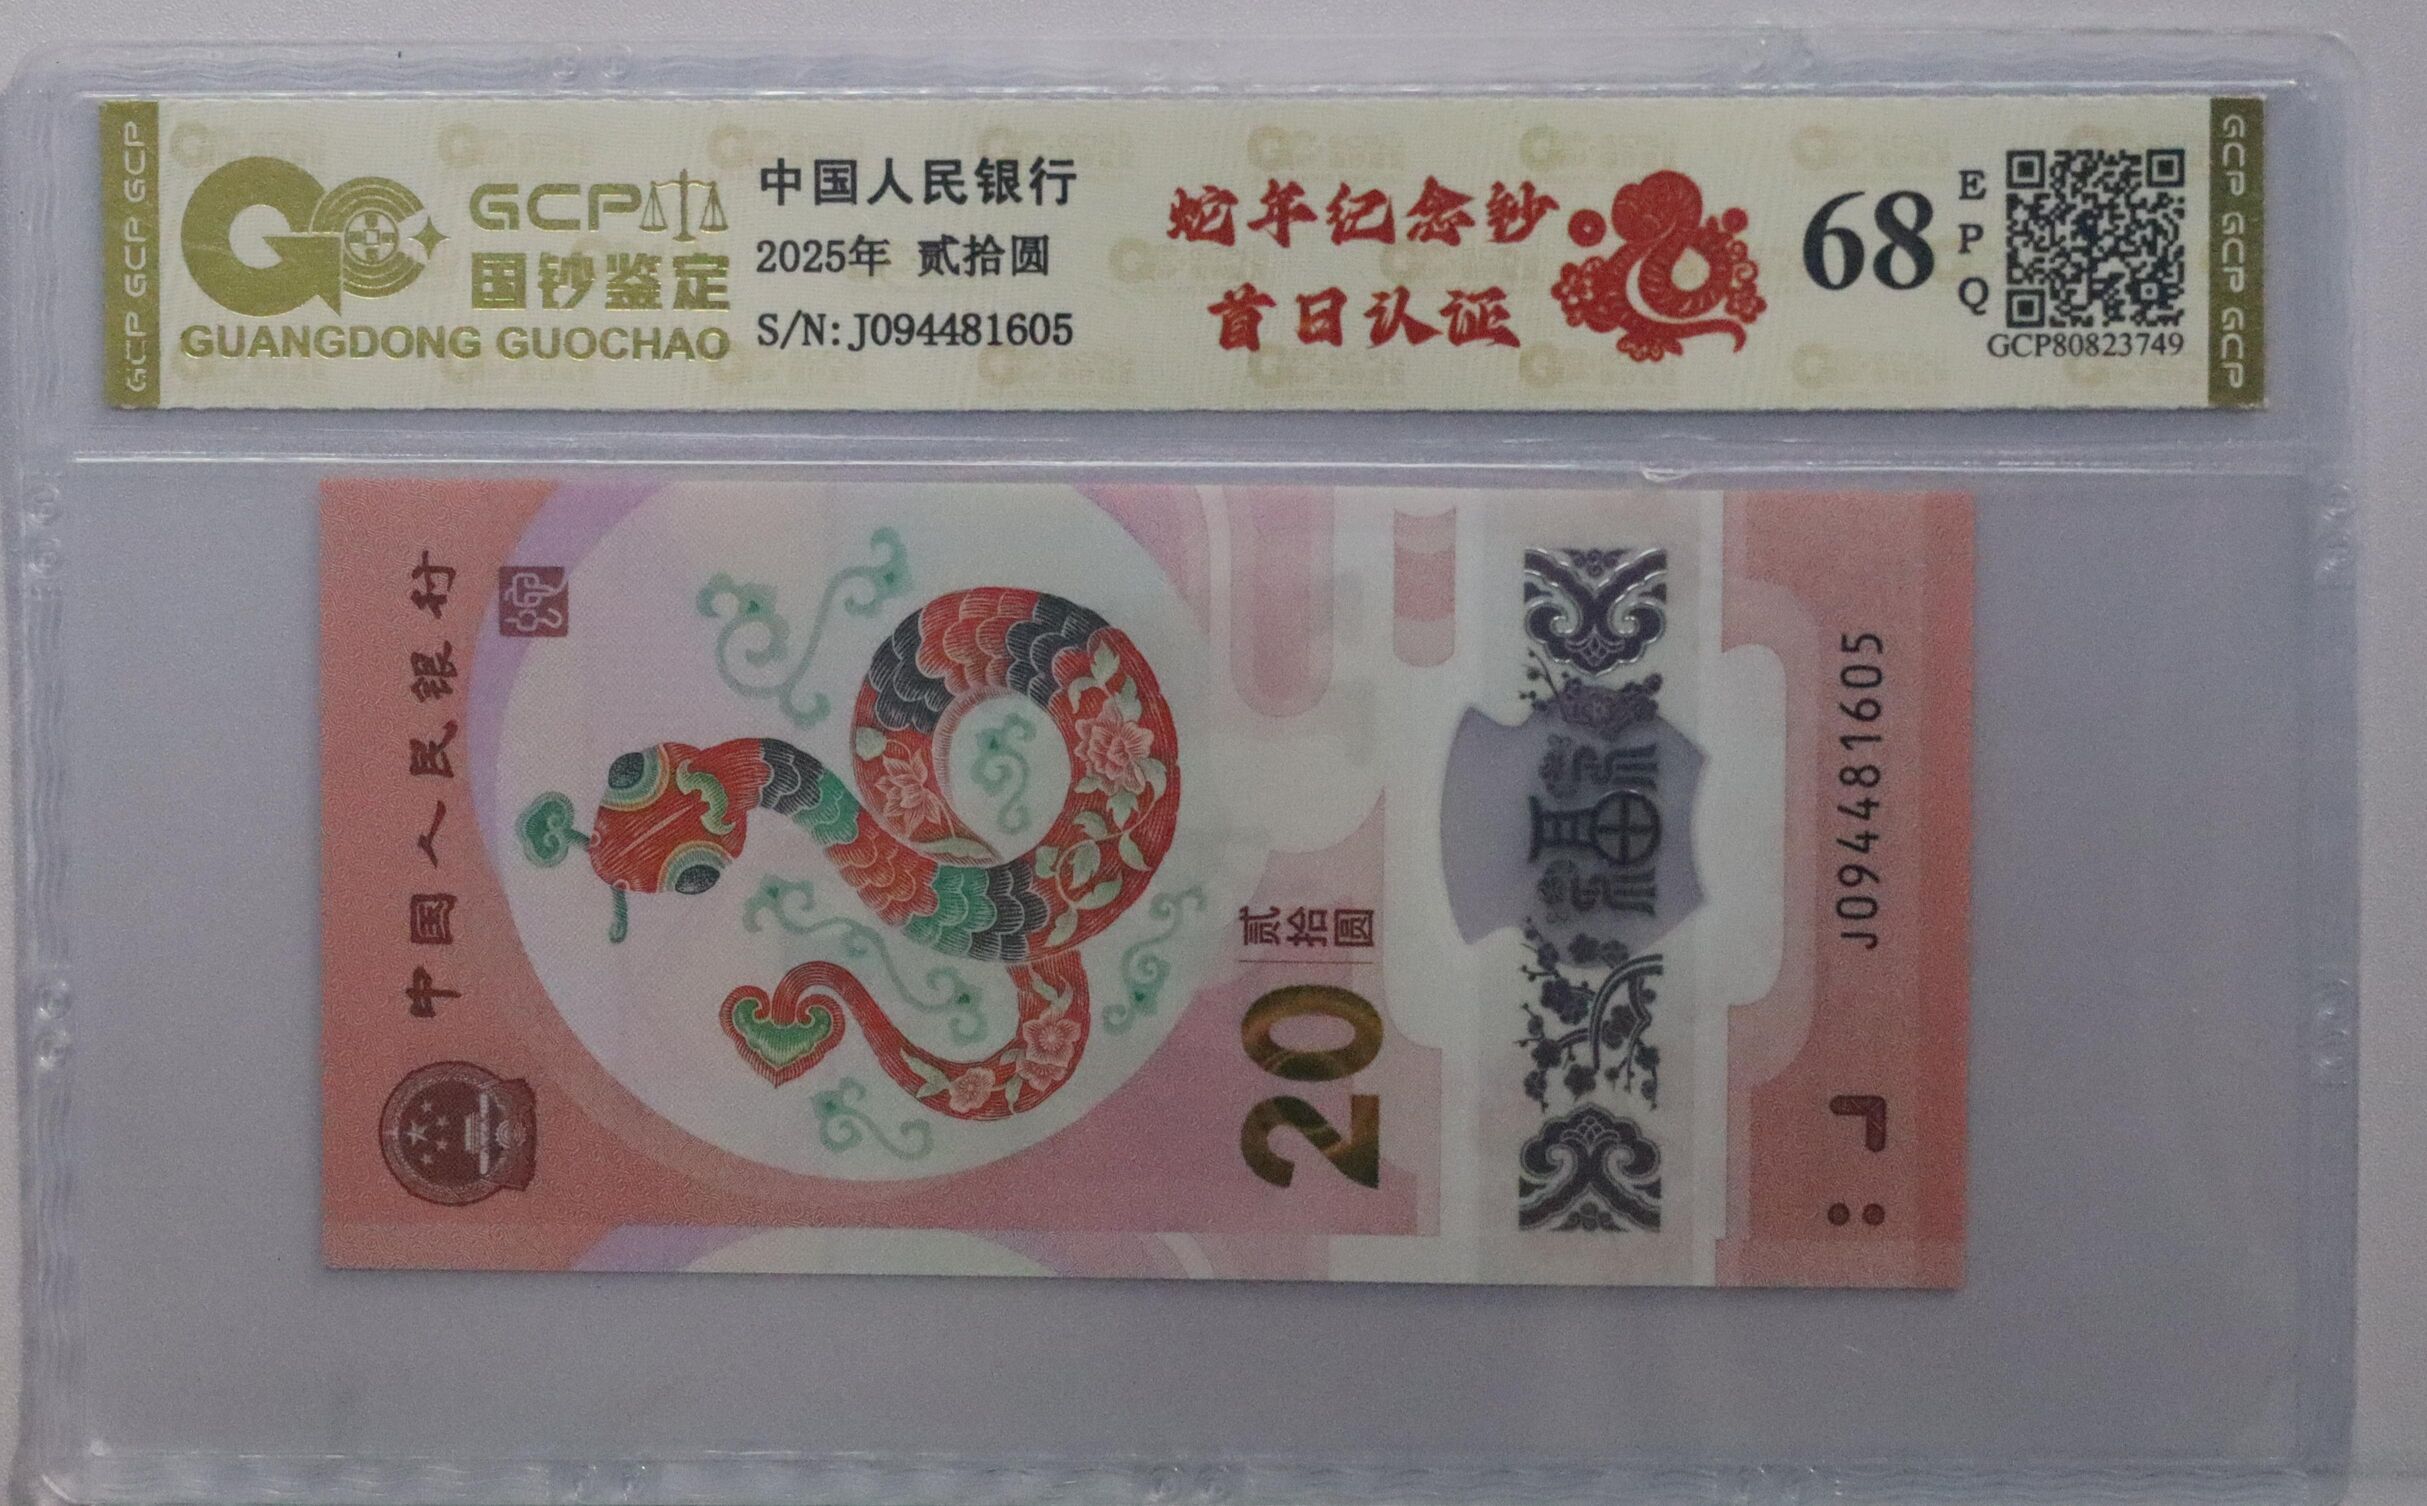 GCP GCP GCP
GCP
国钞鉴定
GUANGDONG GUOCHAO
中国人民银行
2025年 贰拾圆
S/N: J094481605
蛇年纪念钞
首日认证
68
EPQ
GCP80823749
GCP GCP GCP
中国人民银行
贰拾圆
20
J094481605